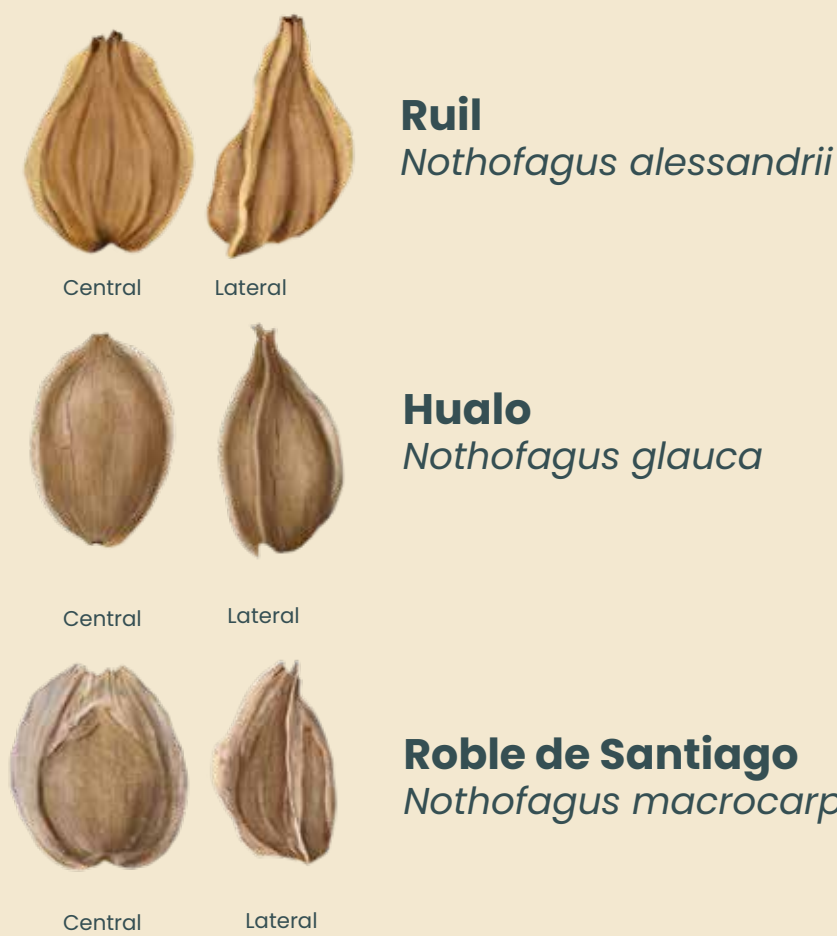 Ruil
Nothofagus alessandrii
Central Lateral
Hualo
Nothofagus glauca
Central Lateral
Roble de Santiago
Nothofagus macrocarp
Central Lateral